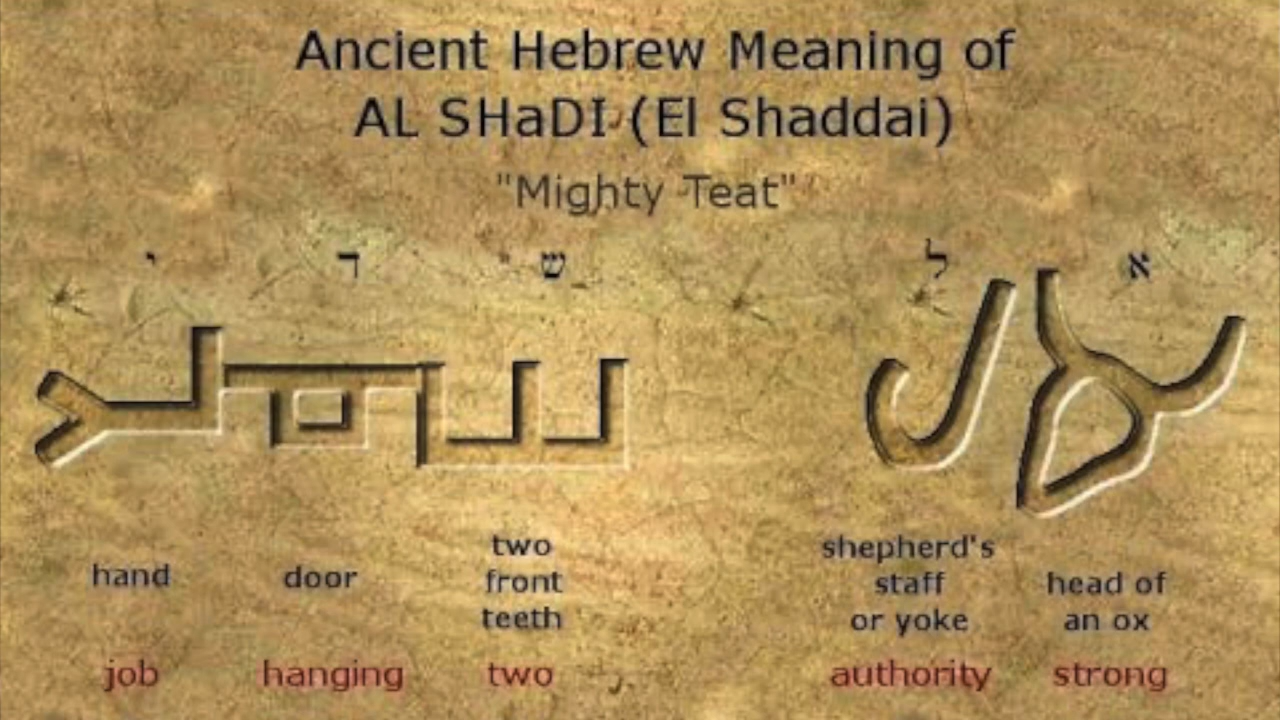 Ancient Hebrew Meaning of
AL SHaDI (El Shaddai)
"Mighty Teat"
א ל ש ד י
hand
door
two
front
teeth
shepherd's
staff
or yoke
head of
an ox
job hanging two authority strong